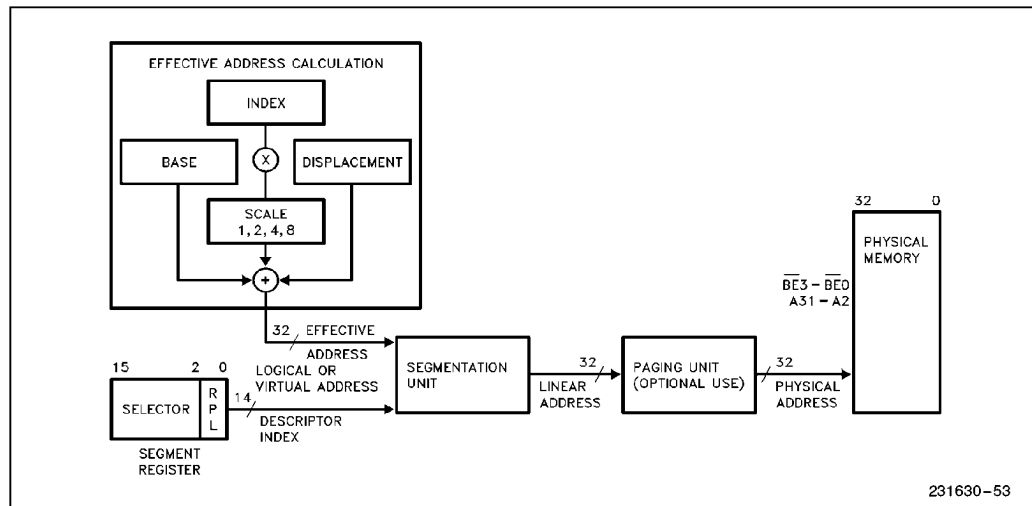 EFFECTIVE ADDRESS CALCULATION
INDEX
BASE
X
DISPLACEMENT
SCALE
1, 2, 4, 8
+
32
EFFECTIVE
ADDRESS
LOGICAL OR
VIRTUAL ADDRESS
15 2 0
SELECTOR
R
P
L
SEGMENT
REGISTER
14
DESCRIPTOR
INDEX
SEGMENTATION
UNIT
32
LINEAR
ADDRESS
PAGING UNIT
(OPTIONAL USE)
32
PHYSICAL
ADDRESS
32 0
PHYSICAL
MEMORY
B̅E̅3 – B̅E̅0
A31 – A2
231630–53